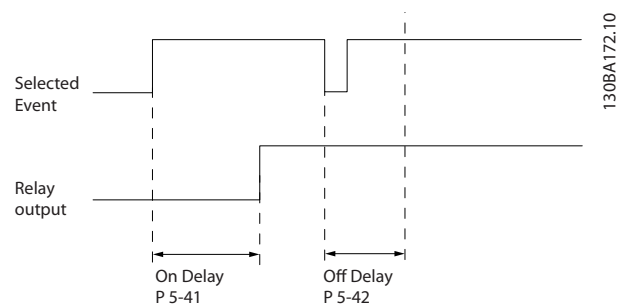 130BA172.10
Selected
Event
Relay
output
On Delay
P 5-41
Off Delay
P 5-42